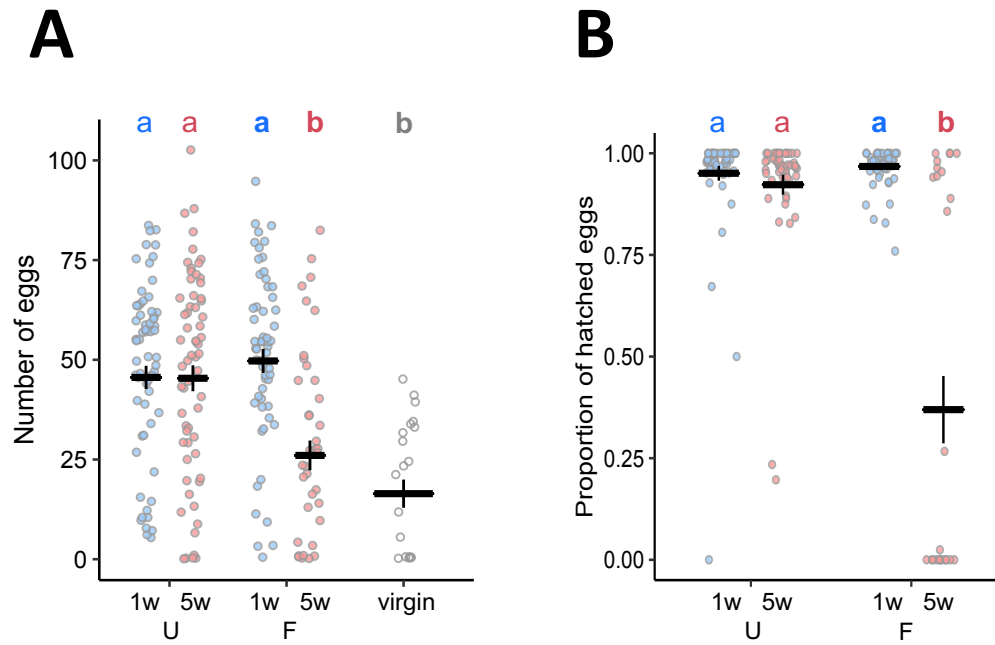 A
a a a b b
Number of eggs
100
75
50
25
0
1w 5w 1w 5w virgin
U F
B
a a a b
Proportion of hatched eggs
1.00
0.75
0.50
0.25
0.00
1w 5w 1w 5w
U F